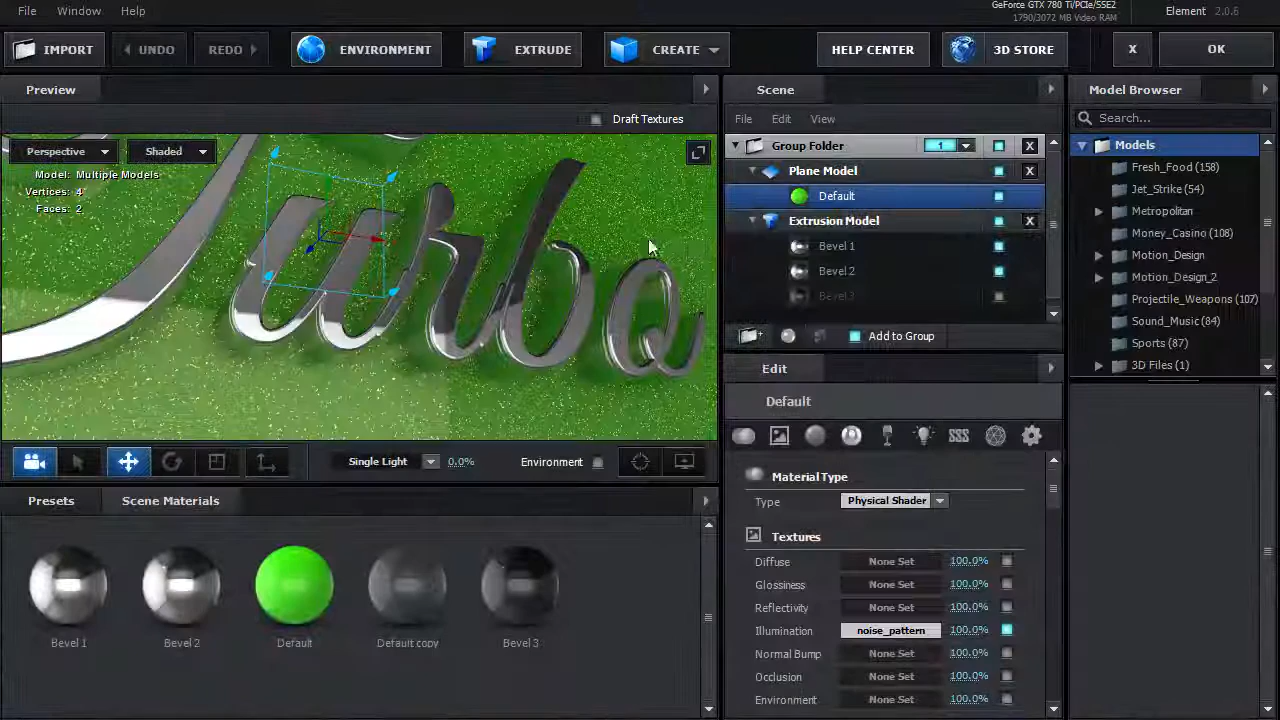 File Window Help
GeForce GTX 780 Ti/PCIe/SSE2
1790/3072 MB Video RAM
Element 2.0.6
IMPORT UNDO REDO ENVIRONMENT EXTRUDE CREATE HELP CENTER 3D STORE X OK
Preview
Draft Textures
Perspective Shaded
Model: Multiple Models
Vertices: 4
Faces: 2
urbo
Single Light 0.0% Environment
Presets Scene Materials
Bevel 1 Bevel 2 Default Default copy Bevel 3
Scene
File Edit View
Group Folder 1 X
Plane Model X
Default
Extrusion Model X
Bevel 1
Bevel 2
Bevel 3
Add to Group
Edit
Default
SSS
Material Type
Type Physical Shader
Textures
Diffuse None Set 100.0%
Glossiness None Set 100.0%
Reflectivity None Set 100.0%
Illumination noise_pattern 100.0%
Normal Bump None Set 100.0%
Occlusion None Set 100.0%
Environment None Set 100.0%
Model Browser
Search...
Models
Fresh_Food (158)
Jet_Strike (54)
Metropolitan
Money_Casino (108)
Motion_Design
Motion_Design_2
Projectile_Weapons (107)
Sound_Music (84)
Sports (87)
3D Files (1)